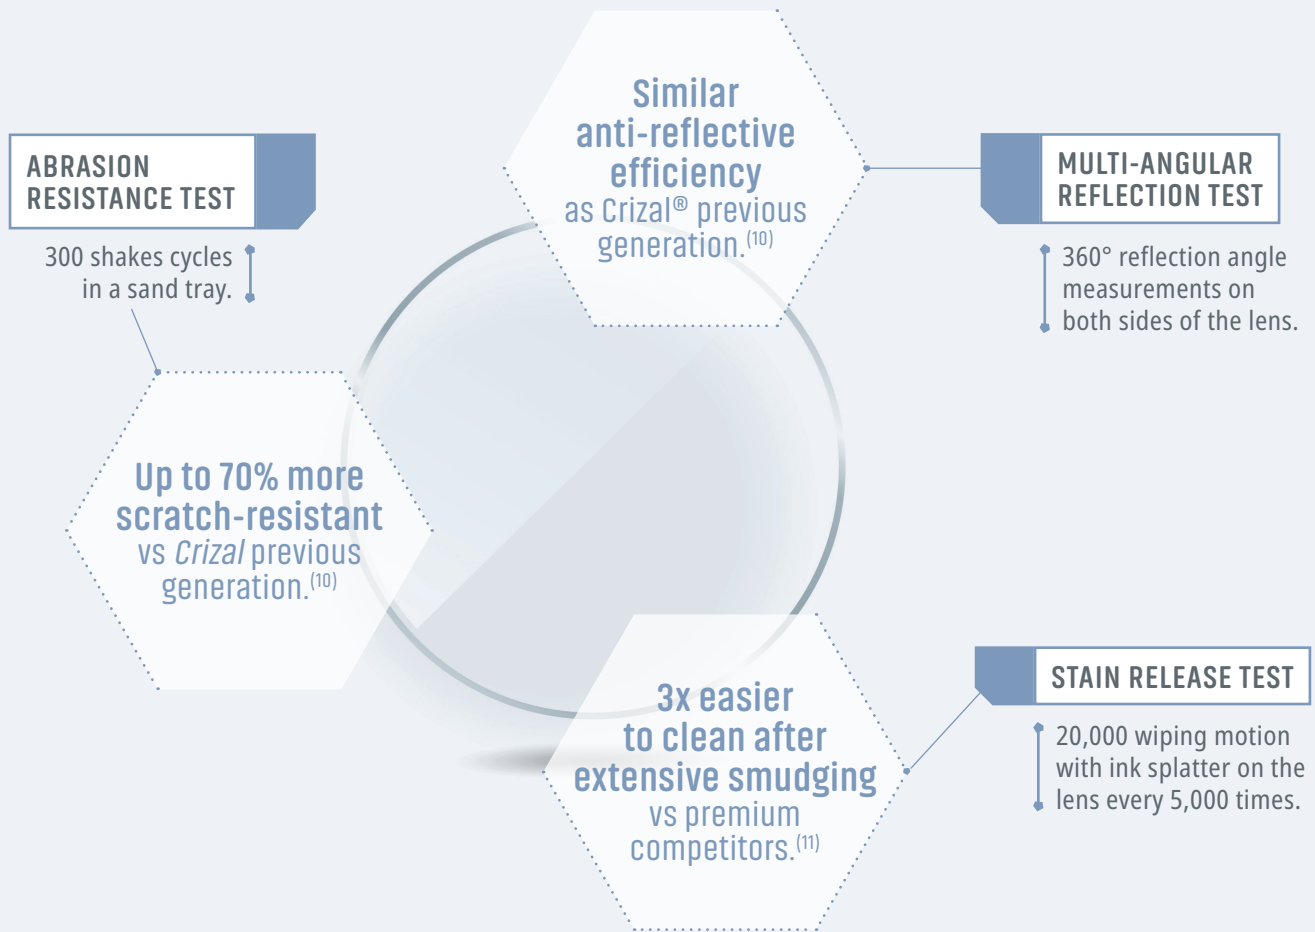 Similar
anti-reflective
efficiency
as Crizal® previous
generation.(10)
ABRASION
RESISTANCE TEST
300 shakes cycles
in a sand tray.
MULTI-ANGULAR
REFLECTION TEST
360° reflection angle
measurements on
both sides of the lens.
Up to 70% more
scratch-resistant
vs Crizal previous
generation.(10)
3x easier
to clean after
extensive smudging
vs premium
competitors.(11)
STAIN RELEASE TEST
20,000 wiping motion
with ink splatter on the
lens every 5,000 times.